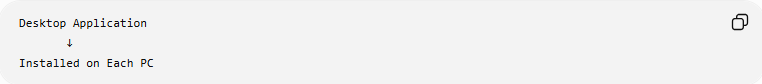 Desktop Application
↓
Installed on Each PC